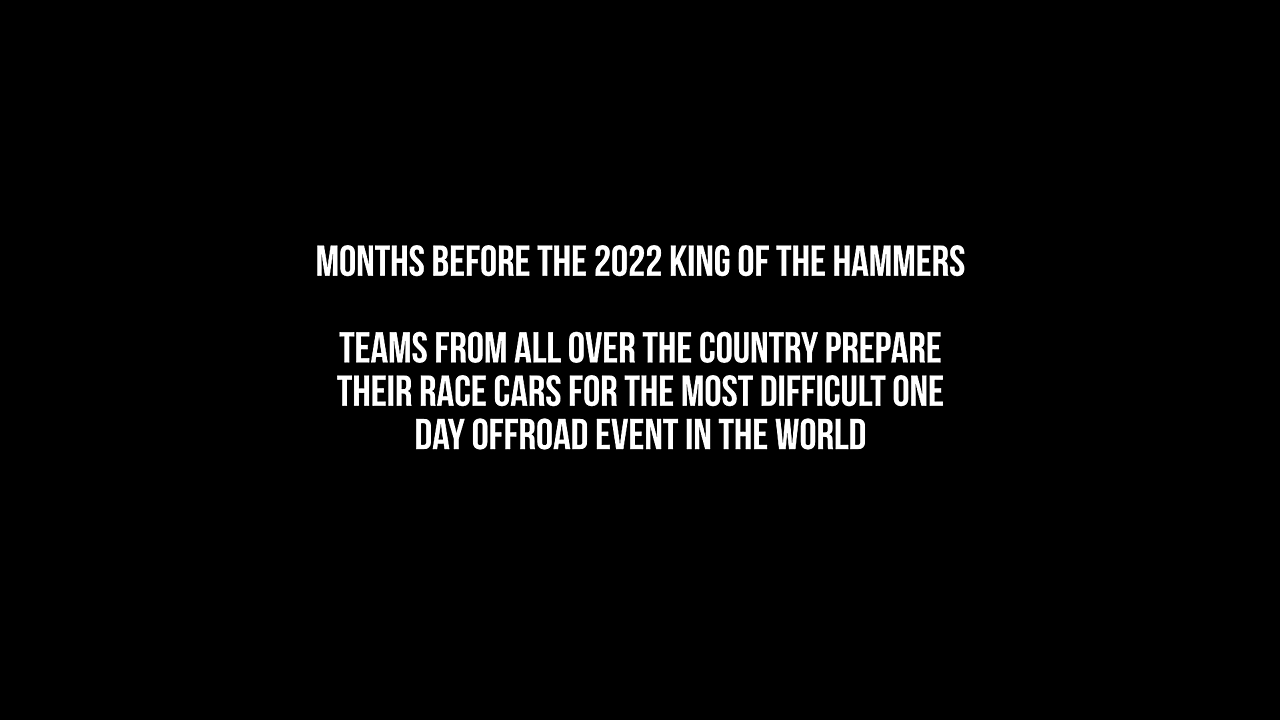 MONTHS BEFORE THE 2022 KING OF THE HAMMERS
TEAMS FROM ALL OVER THE COUNTRY PREPARE
THEIR RACE CARS FOR THE MOST DIFFICULT ONE
DAY OFFROAD EVENT IN THE WORLD